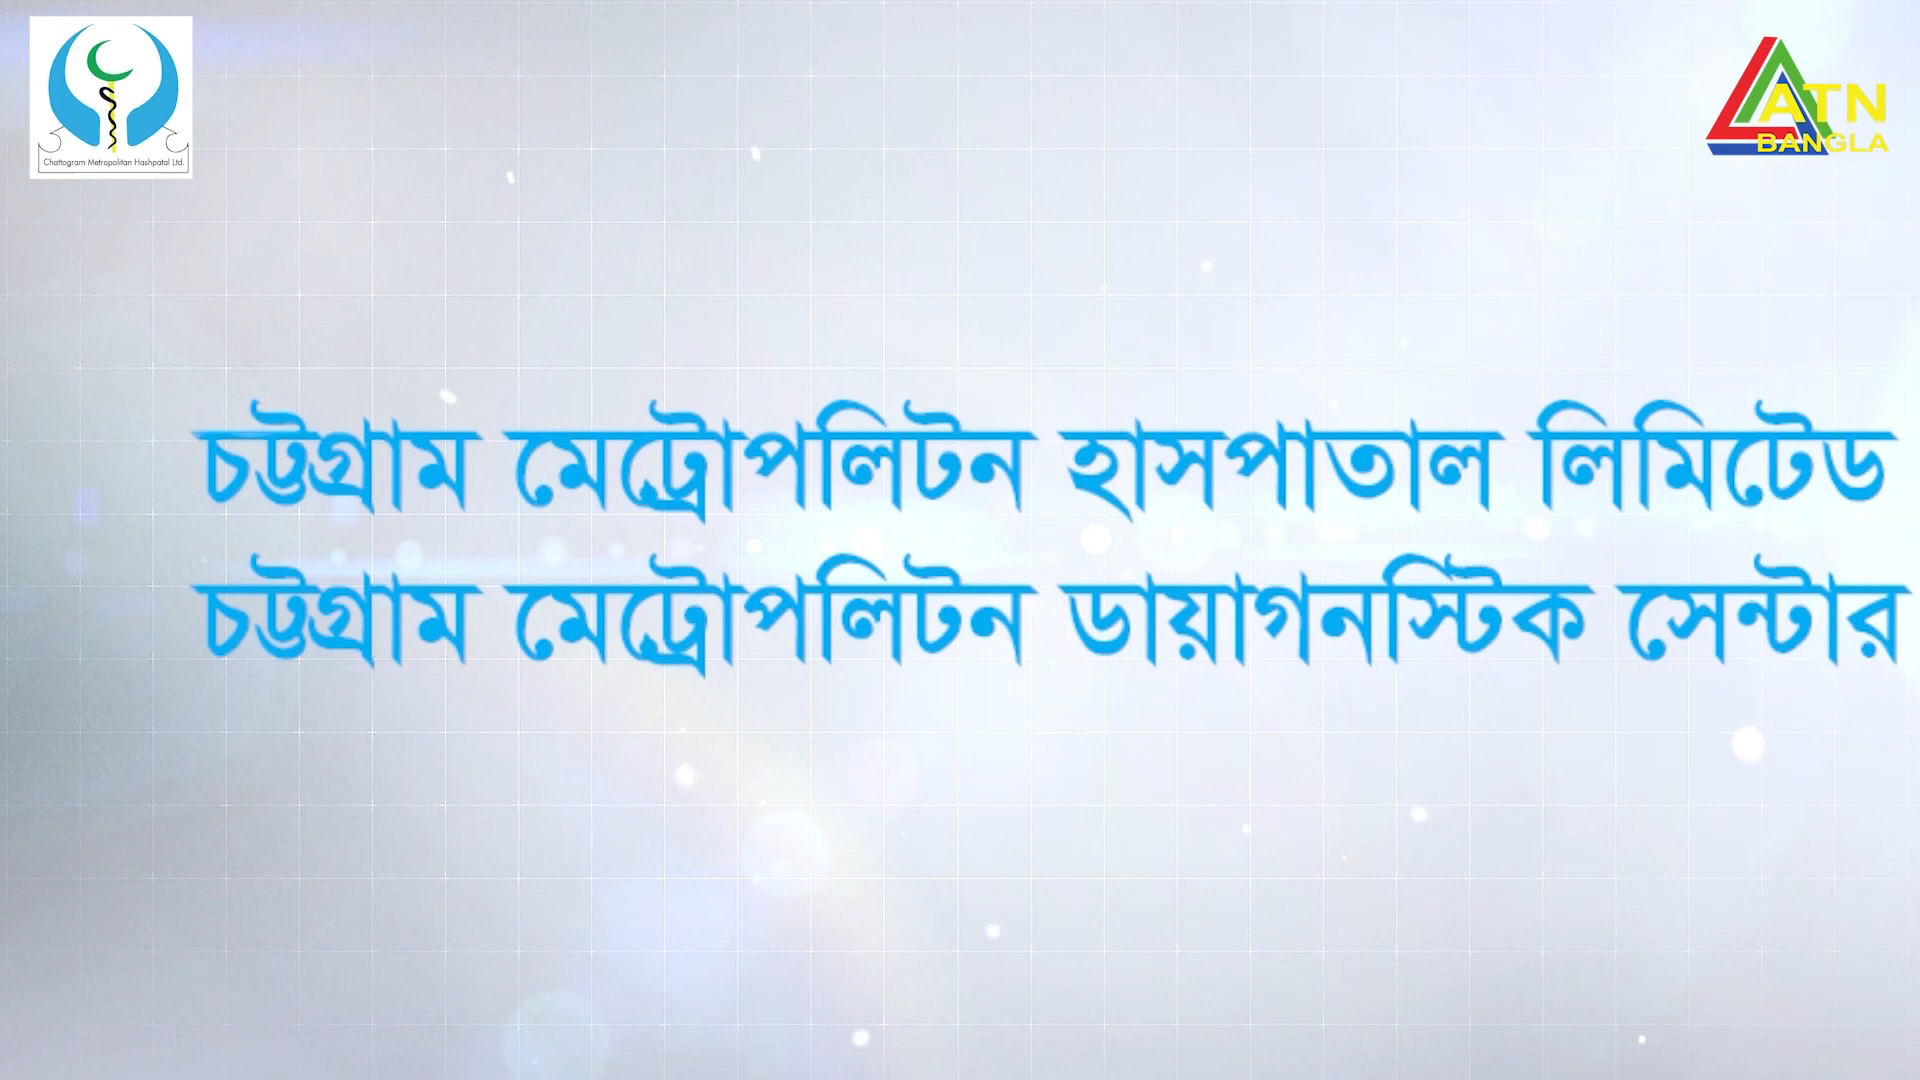 Chattogram Metropolitan Hashpatal Ltd.
ATN
BANGLA
চট্টগ্রাম মেট্রোপলিটন হাসপাতাল লিমিটেড
চট্টগ্রাম মেট্রোপলিটন ডায়াগনস্টিক সেন্টার